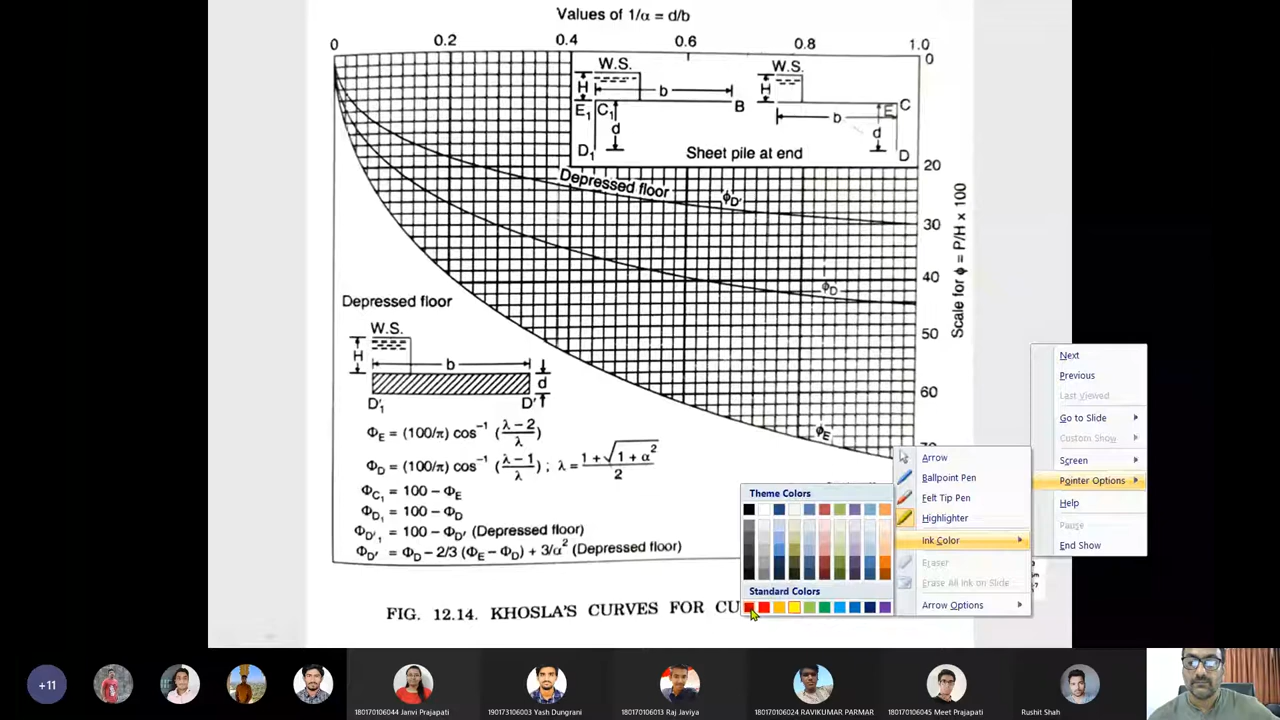 Values of 1/α = d/b
0 0.2 0.4 0.6 0.8 1.0
0
W.S. W.S.
H b H
E₁ C₁ B E C
d b d
D₁ Sheet pile at end D
20
Depressed floor
ϕD'
30
Scale for ϕ = P/H x 100
40
ϕD
50
60
ϕE
Depressed floor
W.S.
H b
d
D'₁ D'
ΦE = (100/π) cos⁻¹ (λ−2/λ)
ΦD = (100/π) cos⁻¹ (λ−1/λ) ; λ = 1 + √1 + α² / 2
ΦC₁ = 100 − ΦE
ΦD₁ = 100 − ΦD
ΦD'₁ = 100 − ΦD' (Depressed floor)
ΦD' = ΦD − 2/3 (ΦE − ΦD) + 3/α² (Depressed floor)
FIG. 12.14. KHOSLA'S CURVES FOR CU
Next
Previous
Last Viewed
Go to Slide
Custom Show
Screen
Pointer Options
Help
Pause
End Show
Arrow
Ballpoint Pen
Felt Tip Pen
Highlighter
Ink Color
Eraser
Erase All Ink on Slide
Arrow Options
Theme Colors
Standard Colors
+11
180170106044 Janvi Prajapati
190173106003 Yash Dungrani
180170106013 Raj Javiya
180170106024 RAVIKUMAR PARMAR
180170106045 Meet Prajapati
Rushit Shah